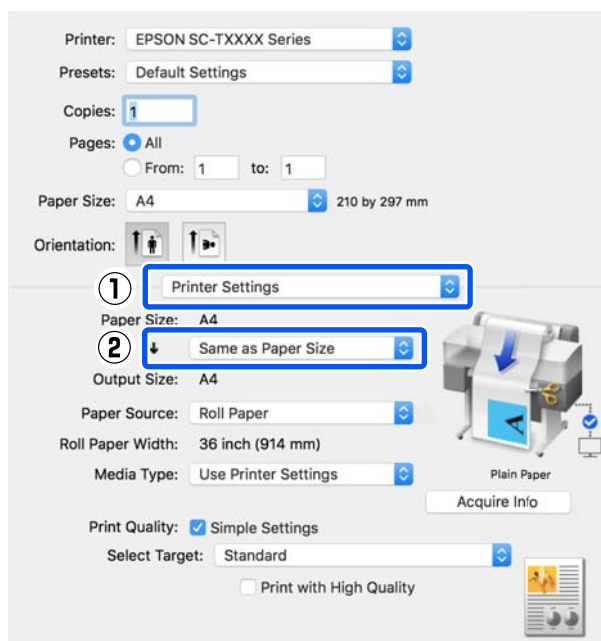 Printer: EPSON SC-TXXXX Series
Presets: Default Settings
Copies: 1
Pages: All
From: 1 to: 1
Paper Size: A4 210 by 297 mm
Orientation:
① Printer Settings
Paper Size: A4
② Same as Paper Size
Output Size: A4
Paper Source: Roll Paper
Roll Paper Width: 36 inch (914 mm)
Media Type: Use Printer Settings
A
Plain Paper
Acquire Info
Print Quality: Simple Settings
Select Target: Standard
Print with High Quality